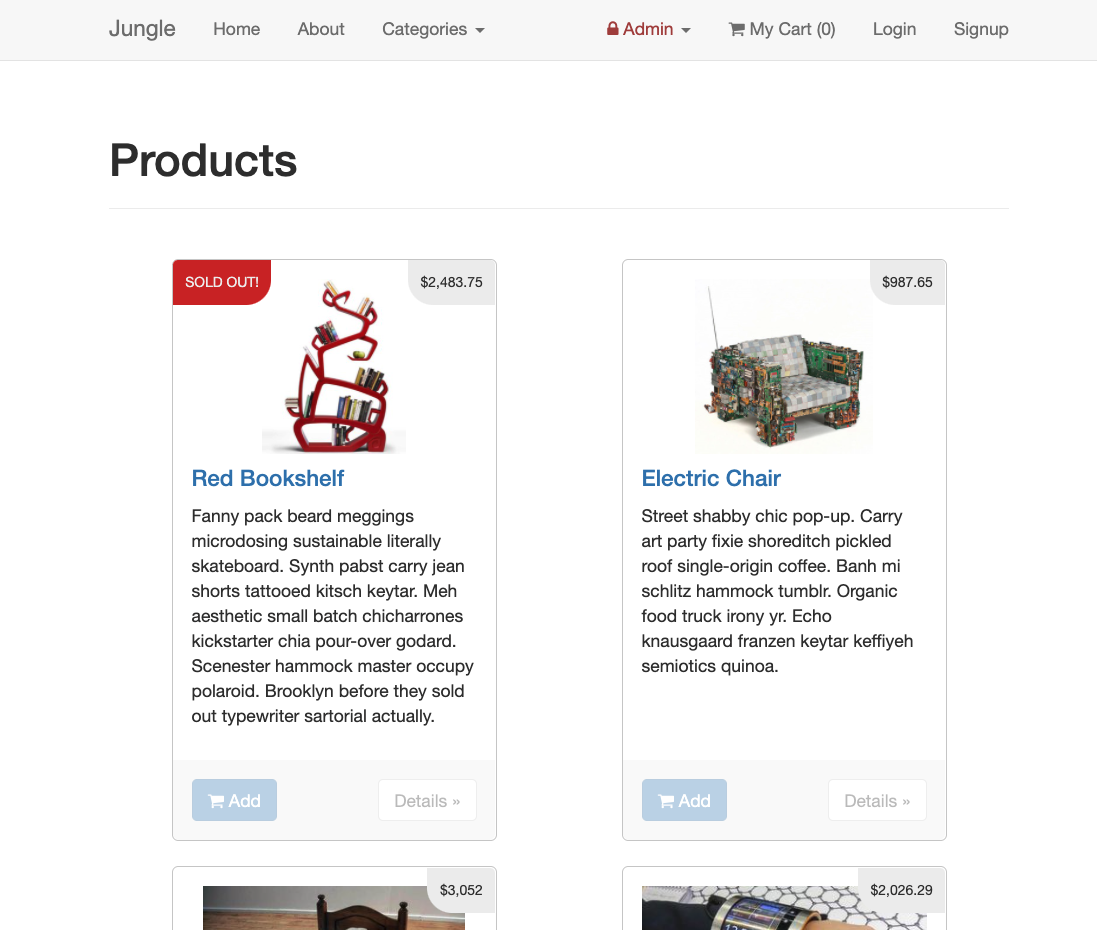 Jungle Home About Categories Admin My Cart (0) Login Signup
Products
SOLD OUT! $2,483.75
Red Bookshelf
Fanny pack beard meggings
microdosing sustainable literally
skateboard. Synth pabst carry jean
shorts tattooed kitsch keytar. Meh
aesthetic small batch chicharrones
kickstarter chia pour-over godard.
Scenester hammock master occupy
polaroid. Brooklyn before they sold
out typewriter sartorial actually.
Add Details »
$987.65
Electric Chair
Street shabby chic pop-up. Carry
art party fixie shoreditch pickled
roof single-origin coffee. Banh mi
schlitz hammock tumblr. Organic
food truck irony yr. Echo
knausgaard franzen keytar keffiyeh
semiotics quinoa.
Add Details »
$3,052
$2,026.29